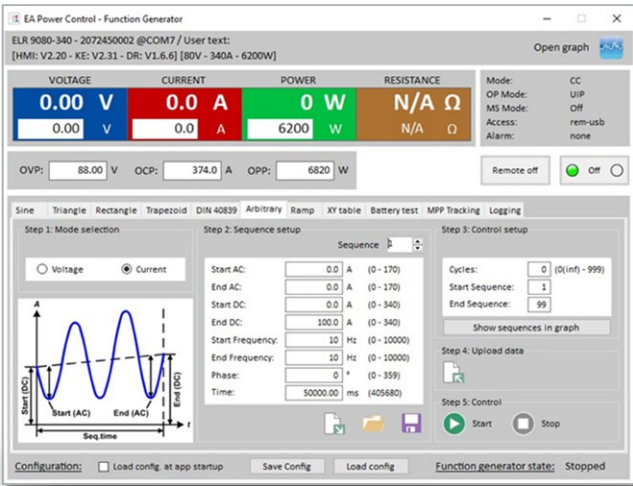 EA Power Control - Function Generator
ELR 9080-340 - 2072450002 @COM7 / User text:
[HMI: V2.20 - KE: V2.31 - DR: V1.6.6] [80V - 340A - 6200W]
Open graph
VOLTAGE CURRENT POWER RESISTANCE
0.00 V 0.0 A 0 W N/A Ω
0.00 V 0.0 A 6200 W N/A Ω
Mode: CC
OP Mode: UIP
MS Mode: Off
Access: rem-usb
Alarm: none
OVP: 88.00 V OCP: 374.0 A OPP: 6820 W
Remote off
Off
Sine Triangle Rectangle Trapezoid DIN 40839 Arbitrary Ramp XY table Battery test MPP Tracking Logging
Step 1: Mode selection
Voltage Current
A
Start (DC)
Start (AC) End (AC)
End (DC)
t
Seq.time
Step 2: Sequence setup
Sequence 1
Start AC: 0.0 A (0 - 170)
End AC: 0.0 A (0 - 170)
Start DC: 0.0 A (0 - 340)
End DC: 100.0 A (0 - 340)
Start Frequency: 10 Hz (0 - 10000)
End Frequency: 10 Hz (0 - 10000)
Phase: 0 ° (0 - 359)
Time: 50000.00 ms (405680)
Step 3: Control setup
Cycles: 0 (0(inf) - 999)
Start Sequence: 1
End Sequence: 99
Show sequences in graph
Step 4: Upload data
Step 5: Control
Start Stop
Configuration: Load config. at app startup Save Config Load config Function generator state: Stopped